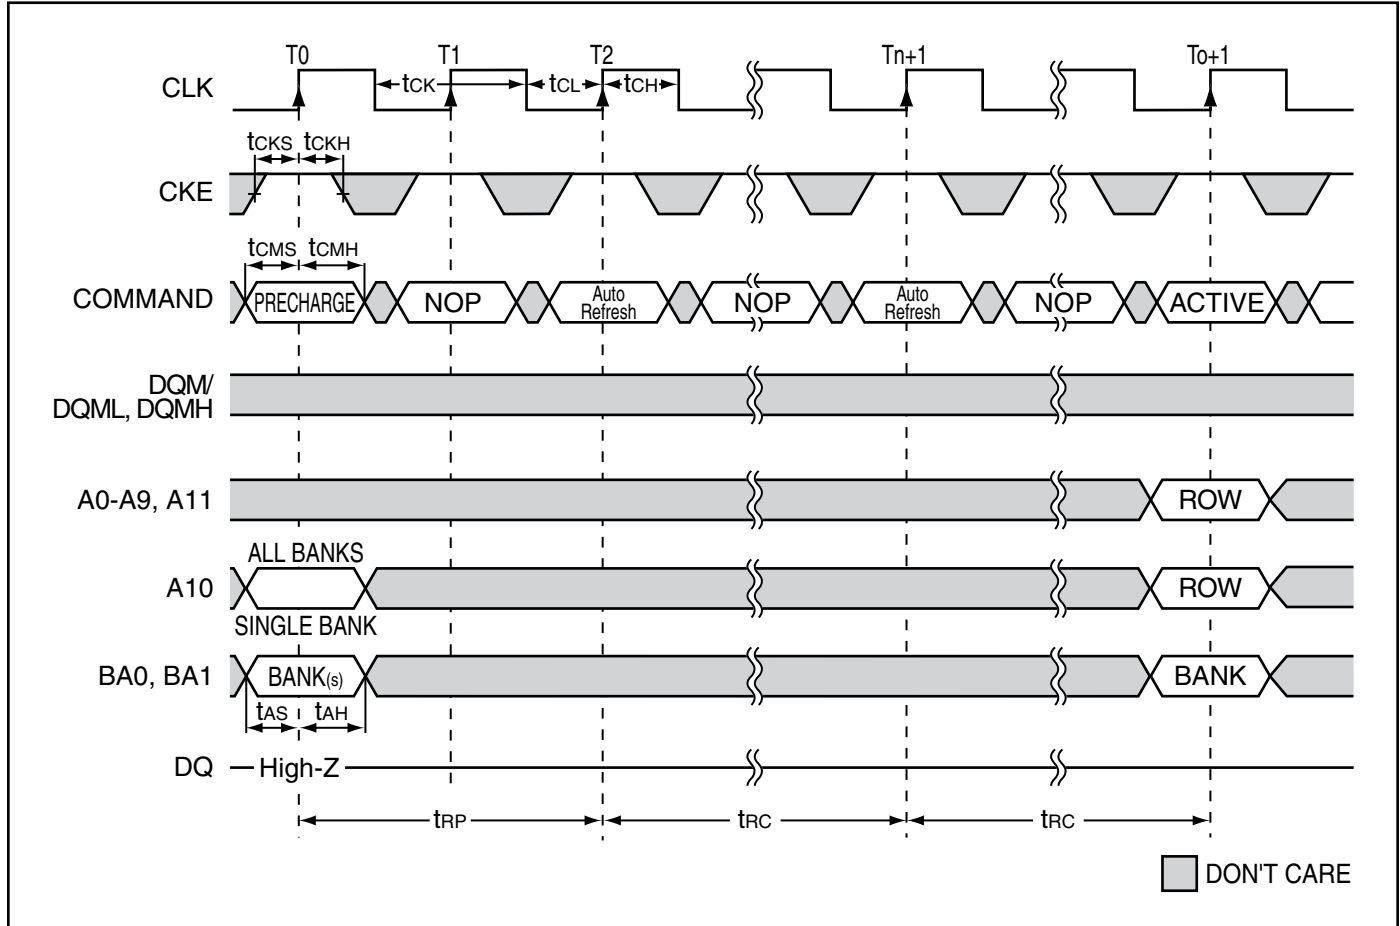 T0 T1 T2 Tn+1 To+1
CLK tCK tCL tCH
tCKS tCKH
CKE
tCMS tCMH
COMMAND PRECHARGE NOP Auto Refresh NOP Auto Refresh NOP ACTIVE
DQM/
DQML, DQMH
A0-A9, A11 ROW
ALL BANKS
A10 ROW
SINGLE BANK
BA0, BA1 BANK(s) BANK
tAS tAH
DQ High-Z
tRP tRC tRC
DON'T CARE